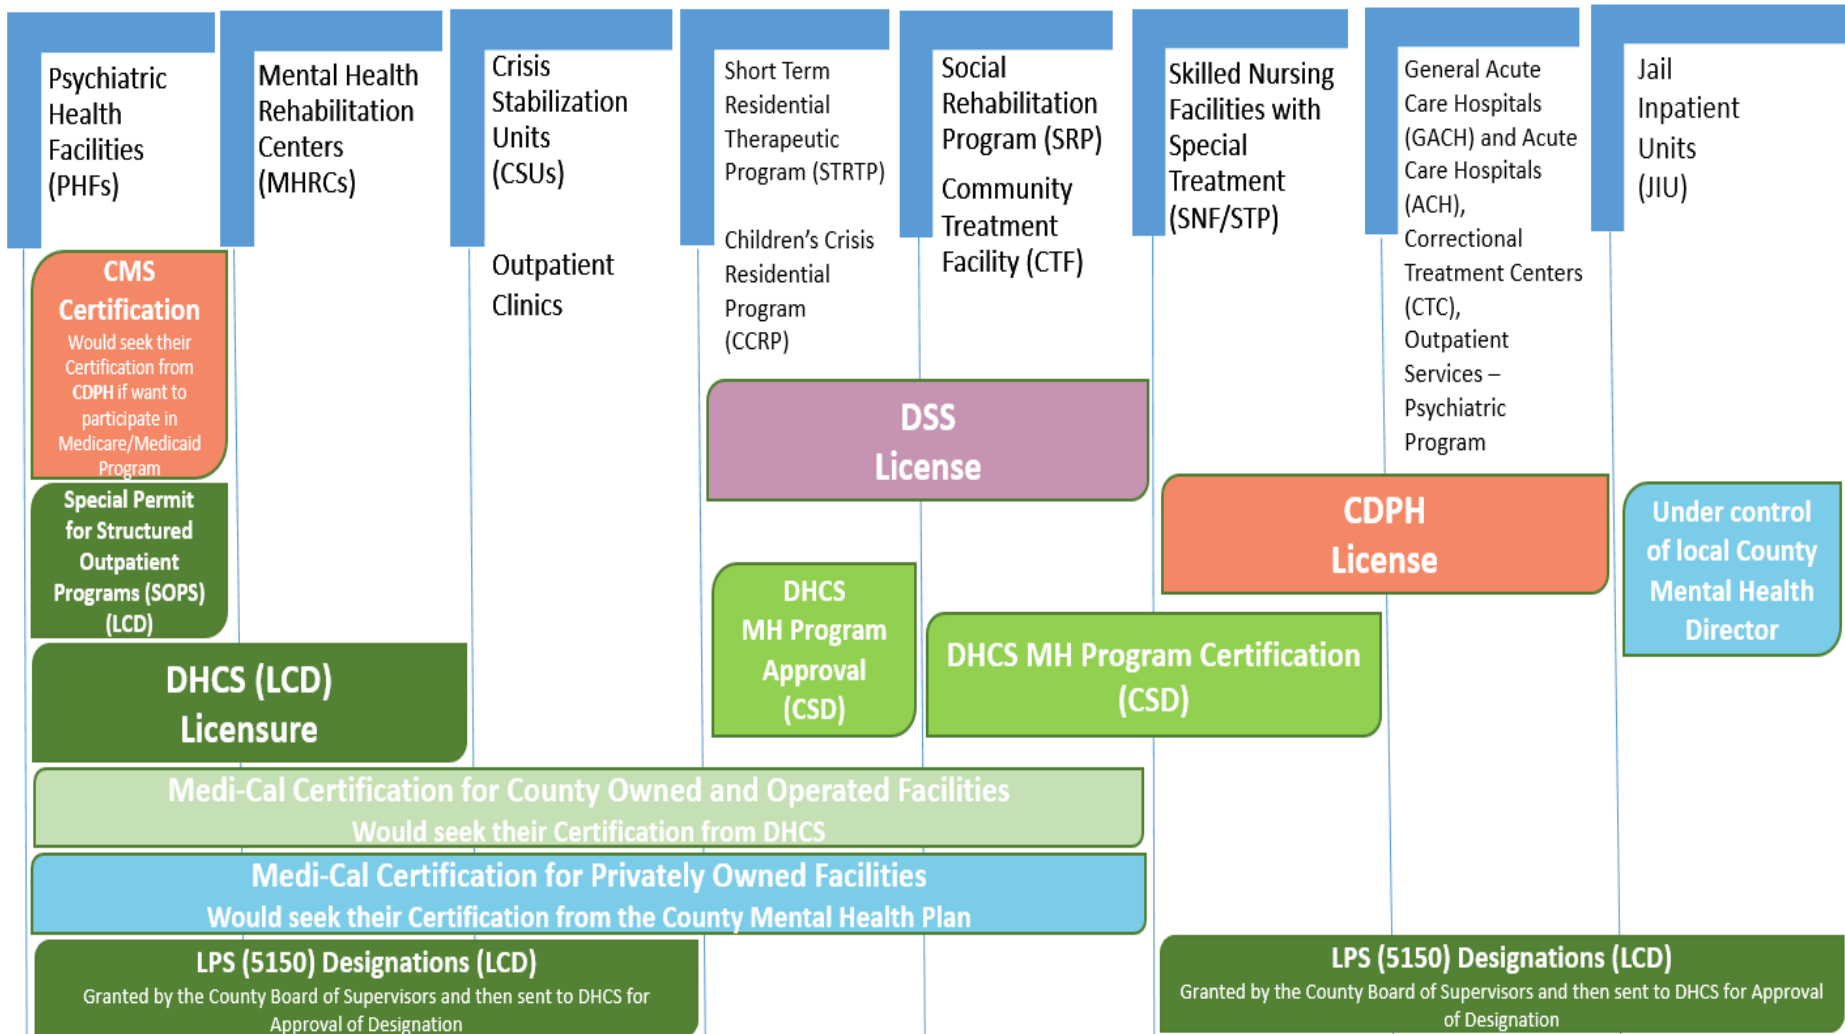 Psychiatric
Health
Facilities
(PHFs)
Mental Health
Rehabilitation
Centers
(MHRCs)
Crisis
Stabilization
Units
(CSUs)
Outpatient
Clinics
Short Term
Residential
Therapeutic
Program (STRTP)
Children's Crisis
Residential
Program
(CCRP)
Social
Rehabilitation
Program (SRP)
Community
Treatment
Facility (CTF)
Skilled Nursing
Facilities with
Special
Treatment
(SNF/STP)
General Acute
Care Hospitals
(GACH) and Acute
Care Hospitals
(ACH),
Correctional
Treatment Centers
(CTC),
Outpatient
Services –
Psychiatric
Program
Jail
Inpatient
Units
(JIU)
CMS
Certification
Would seek their
Certification from
CDPH if want to
participate in
Medicare/Medicaid
Program
Special Permit
for Structured
Outpatient
Programs (SOPS)
(LCD)
DHCS (LCD)
Licensure
DSS
License
DHCS
MH Program
Approval
(CSD)
CDPH
License
DHCS MH Program Certification
(CSD)
Under control
of local County
Mental Health
Director
Medi-Cal Certification for County Owned and Operated Facilities
Would seek their Certification from DHCS
Medi-Cal Certification for Privately Owned Facilities
Would seek their Certification from the County Mental Health Plan
LPS (5150) Designations (LCD)
Granted by the County Board of Supervisors and then sent to DHCS for
Approval of Designation
LPS (5150) Designations (LCD)
Granted by the County Board of Supervisors and then sent to DHCS for Approval
of Designation